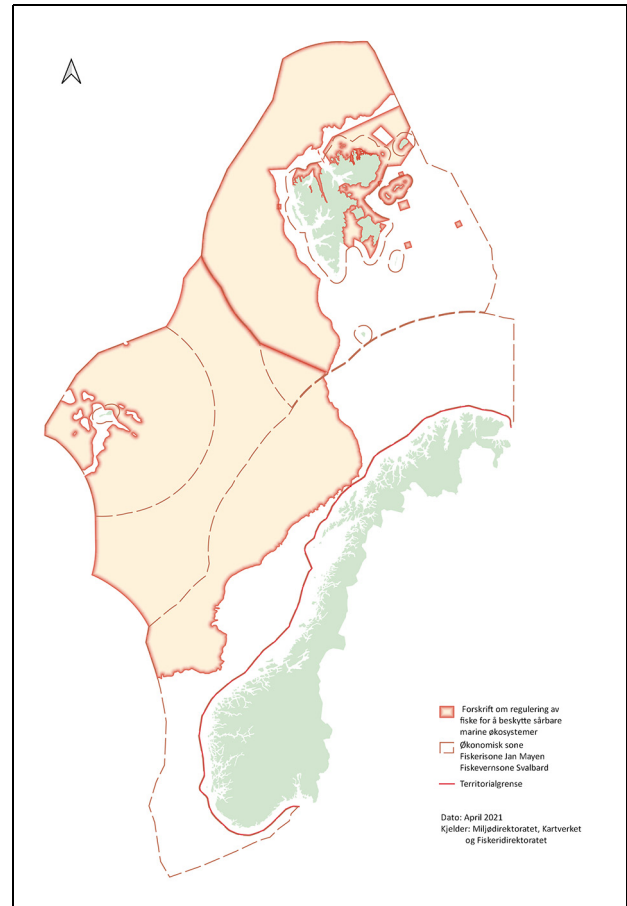 Forskrift om regulering av
fiske for å beskytte sårbare
marine økosystemer
Økonomisk sone
Fiskerisone Jan Mayen
Fiskevernsone Svalbard
Territorialgrense
Dato: April 2021
Kjelder: Miljødirektoratet, Kartverket
og Fiskeridirektoratet